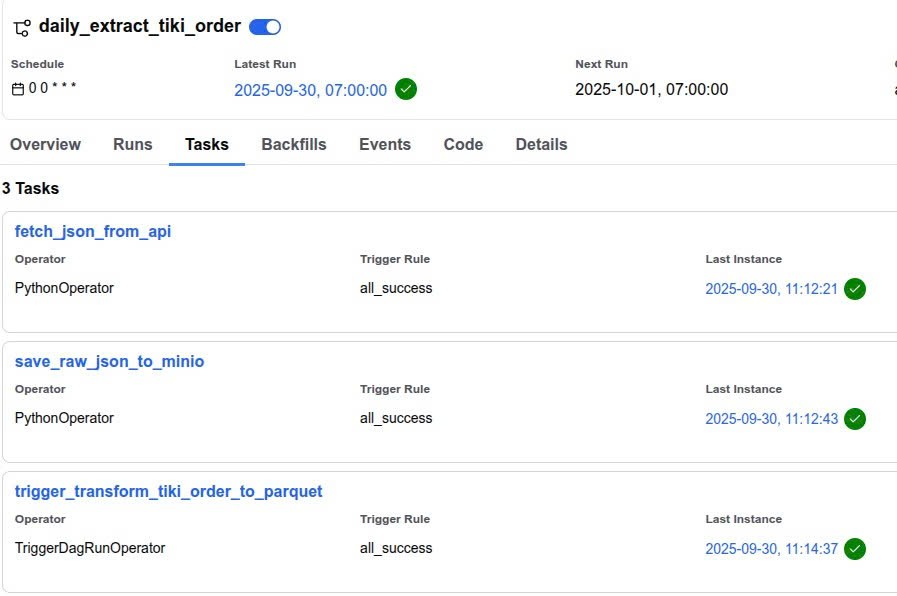 daily_extract_tiki_order
Schedule Latest Run Next Run
0 0 * * * 2025-09-30, 07:00:00 2025-10-01, 07:00:00
Overview Runs Tasks Backfills Events Code Details
3 Tasks
fetch_json_from_api
Operator Trigger Rule Last Instance
PythonOperator all_success 2025-09-30, 11:12:21
save_raw_json_to_minio
Operator Trigger Rule Last Instance
PythonOperator all_success 2025-09-30, 11:12:43
trigger_transform_tiki_order_to_parquet
Operator Trigger Rule Last Instance
TriggerDagRunOperator all_success 2025-09-30, 11:14:37